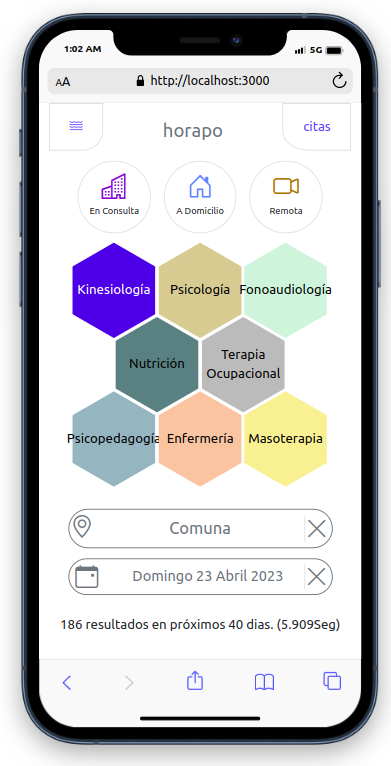 1:02 AM
5G
AA
http://localhost:3000
horapo
citas
En Consulta
A Domicilio
Remota
Kinesiología
Psicología
Fonoaudiología
Nutrición
Terapia
Ocupacional
Psicopedagogía
Enfermería
Masoterapia
Comuna
Domingo 23 Abril 2023
186 resultados en próximos 40 dias. (5.909Seg)